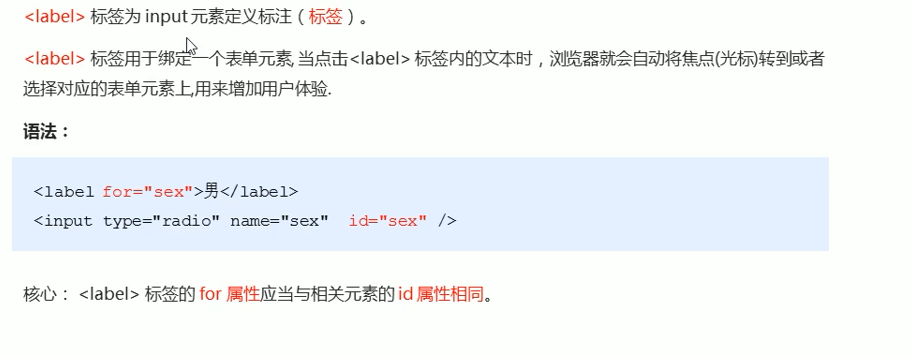 <label> 标签为 input 元素定义标注（标签）。
<label> 标签用于绑定一个表单元素, 当点击<label> 标签内的文本时，浏览器就会自动将焦点(光标)转到或者
选择对应的表单元素上,用来增加用户体验.
语法：
<label for="sex">男</label>
<input type="radio" name="sex"  id="sex" />
核心： <label> 标签的 for 属性应当与相关元素的 id 属性相同。